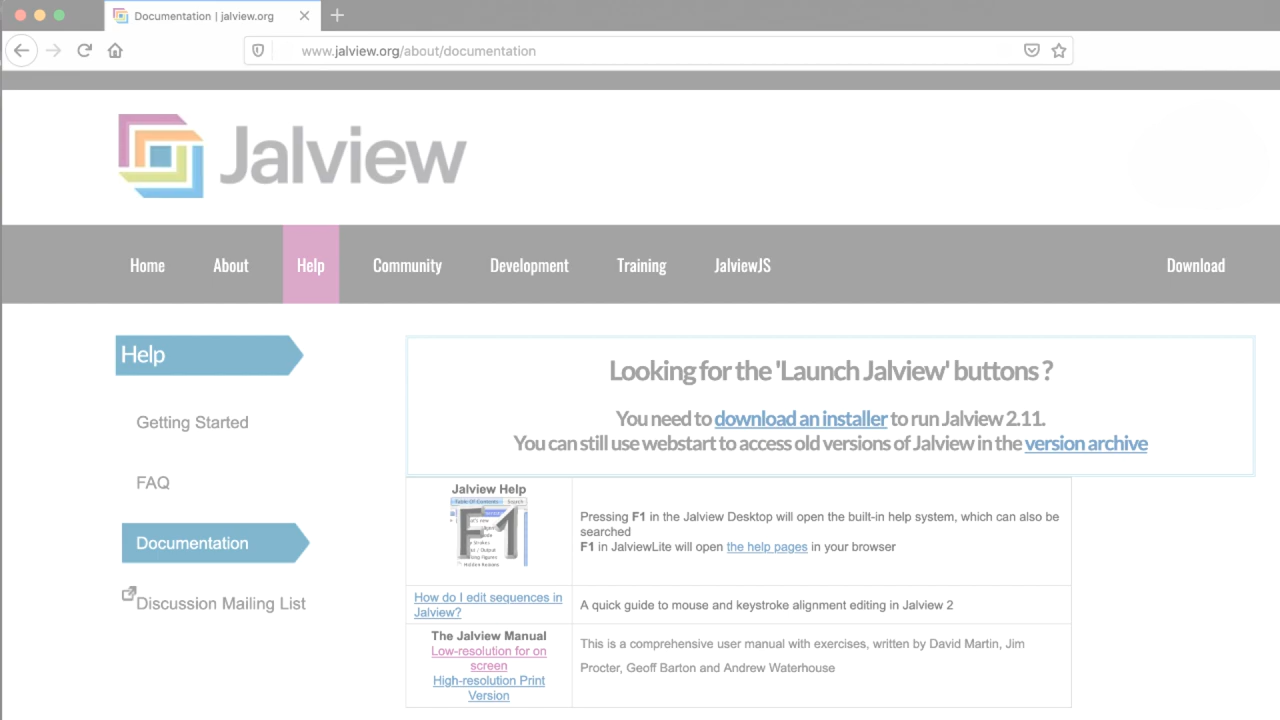 Documentation | jalview.org
www.jalview.org/about/documentation
Jalview
Home About Help Community Development Training JalviewJS Download
Help
Getting Started
FAQ
Documentation
Discussion Mailing List
Looking for the 'Launch Jalview' buttons ?
You need to download an installer to run Jalview 2.11.
You can still use webstart to access old versions of Jalview in the version archive
Jalview Help
Table Of Contents Search
F1
Pressing F1 in the Jalview Desktop will open the built-in help system, which can also be
searched
F1 in JalviewLite will open the help pages in your browser
How do I edit sequences in
Jalview?
A quick guide to mouse and keystroke alignment editing in Jalview 2
The Jalview Manual
Low-resolution for on
screen
High-resolution Print
Version
This is a comprehensive user manual with exercises, written by David Martin, Jim
Procter, Geoff Barton and Andrew Waterhouse